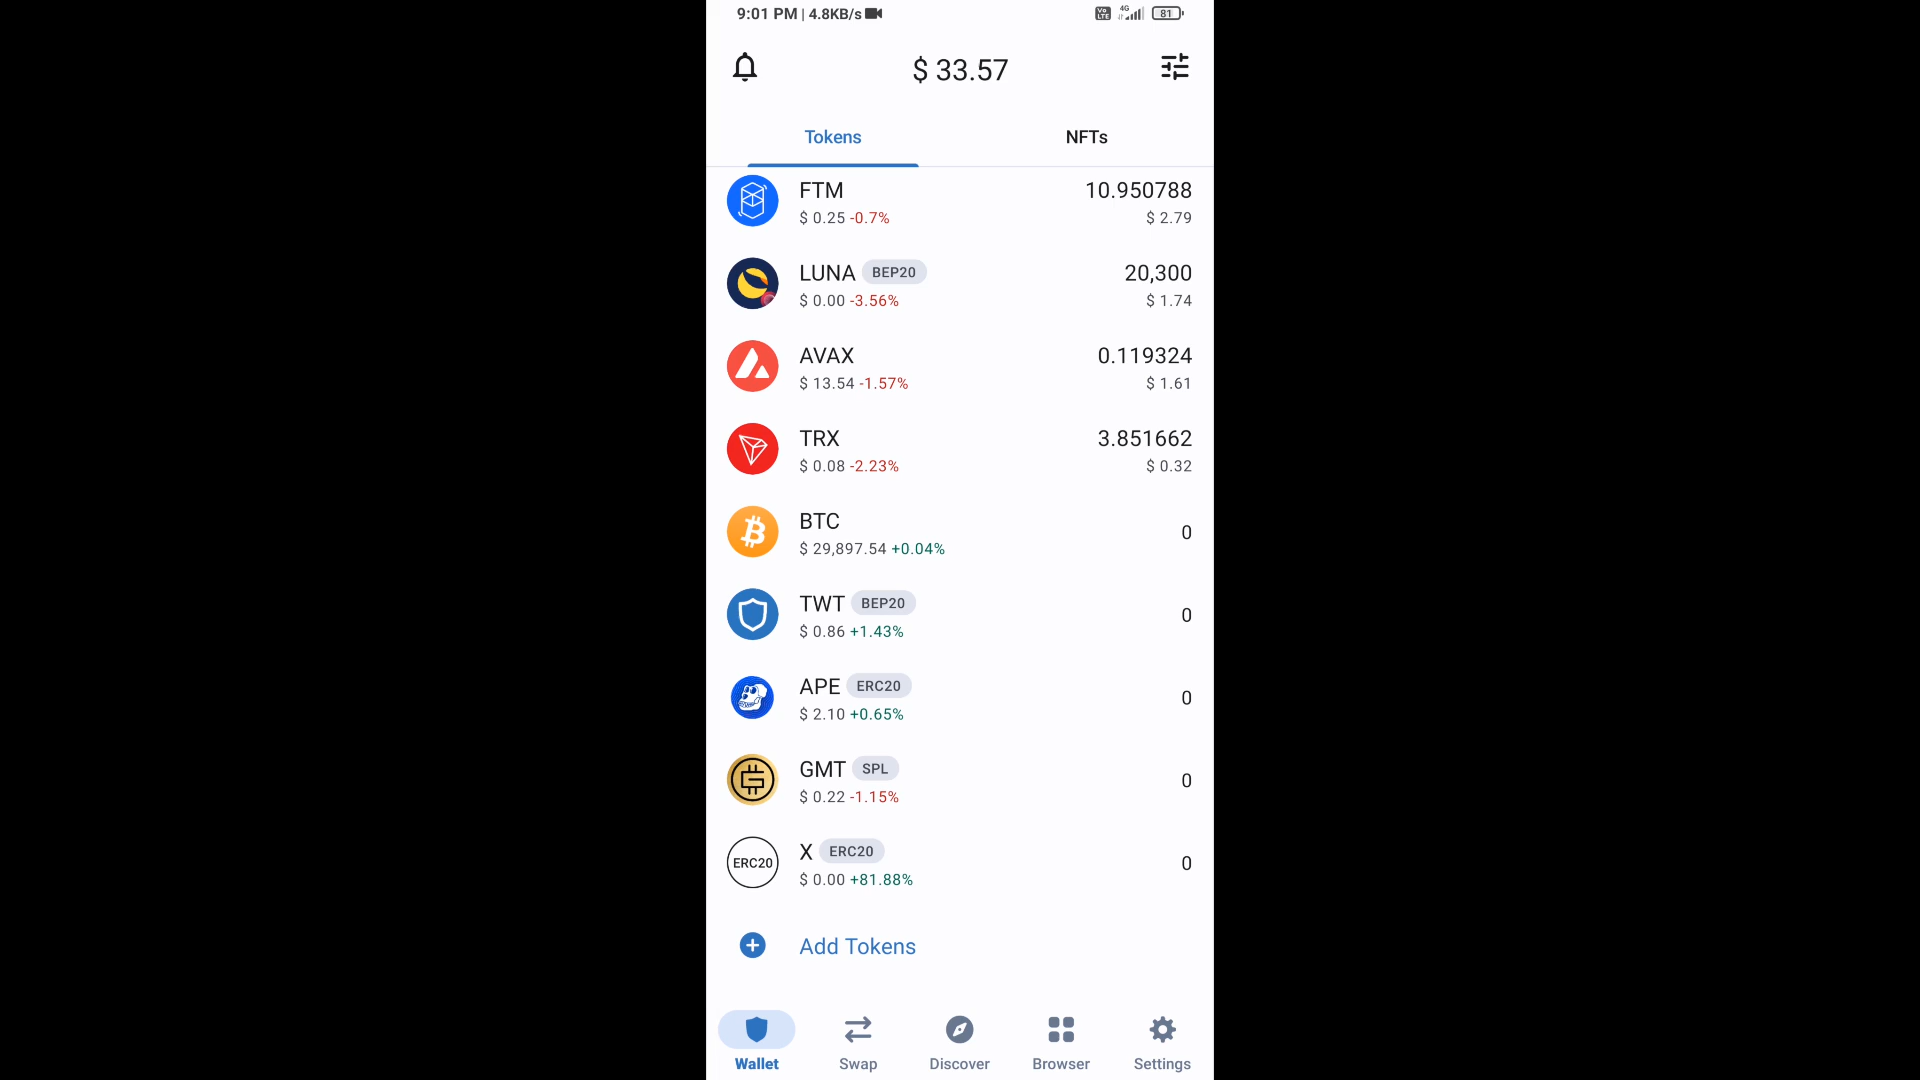 9:01 PM | 4.8KB/s
Vo LTE 4G 81
$ 33.57
Tokens NFTs
FTM 10.950788
$ 0.25 -0.7% $ 2.79
LUNA BEP20 20,300
$ 0.00 -3.56% $ 1.74
AVAX 0.119324
$ 13.54 -1.57% $ 1.61
TRX 3.851662
$ 0.08 -2.23% $ 0.32
BTC 0
$ 29,897.54 +0.04%
TWT BEP20 0
$ 0.86 +1.43%
APE ERC20 0
$ 2.10 +0.65%
GMT SPL 0
$ 0.22 -1.15%
ERC20 X ERC20 0
$ 0.00 +81.88%
Add Tokens
Wallet Swap Discover Browser Settings